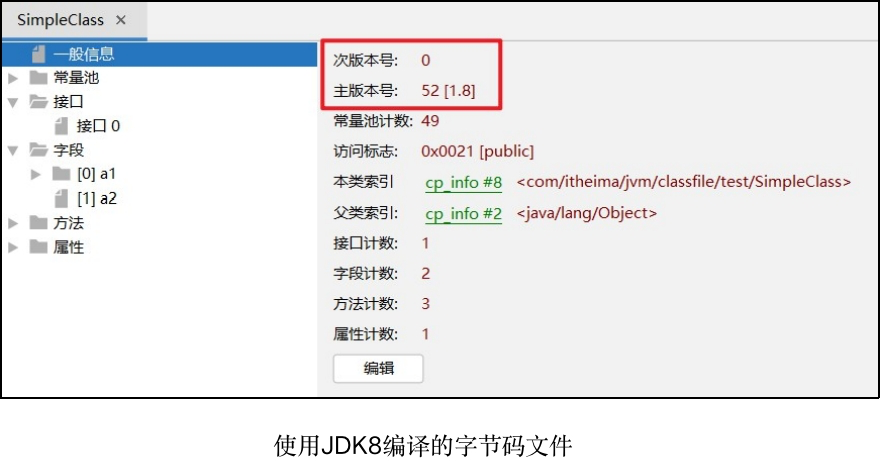 SimpleClass ×
一般信息
常量池
接口
接口 0
字段
[0] a1
[1] a2
方法
属性
次版本号: 0
主版本号: 52 [1.8]
常量池计数: 49
访问标志: 0x0021 [public]
本类索引 cp_info #8 <com/itheima/jvm/classfile/test/SimpleClass>
父类索引: cp_info #2 <java/lang/Object>
接口计数: 1
字段计数: 2
方法计数: 3
属性计数: 1
编辑
使用JDK8编译的字节码文件